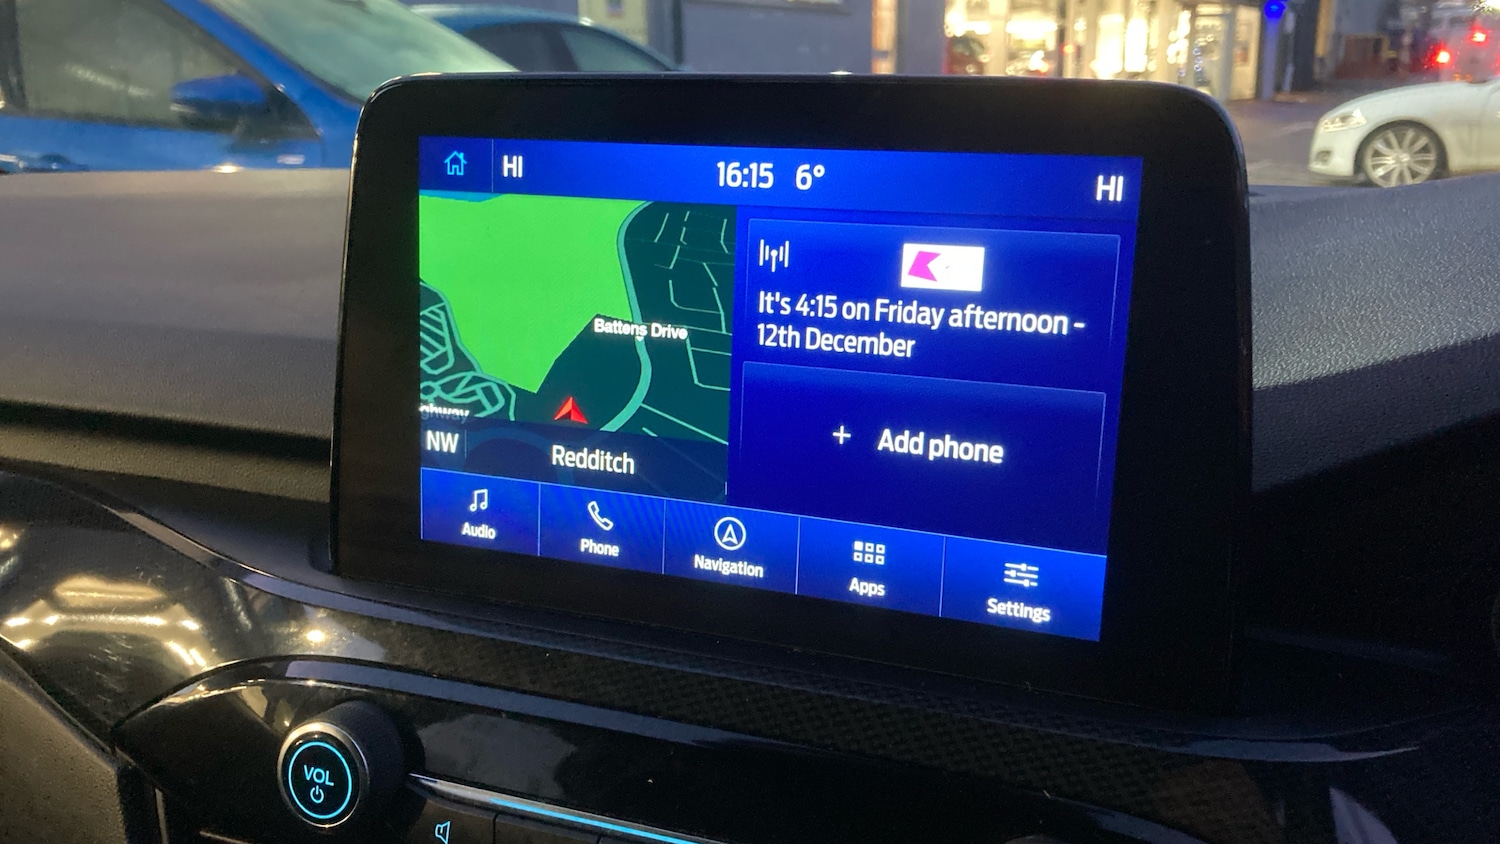 HI
16:15 6°
HI
It's 4:15 on Friday afternoon -
12th December
Battens Drive
ghway
NW
Redditch
+ Add phone
Audio
Phone
Navigation
Apps
Settings
VOL